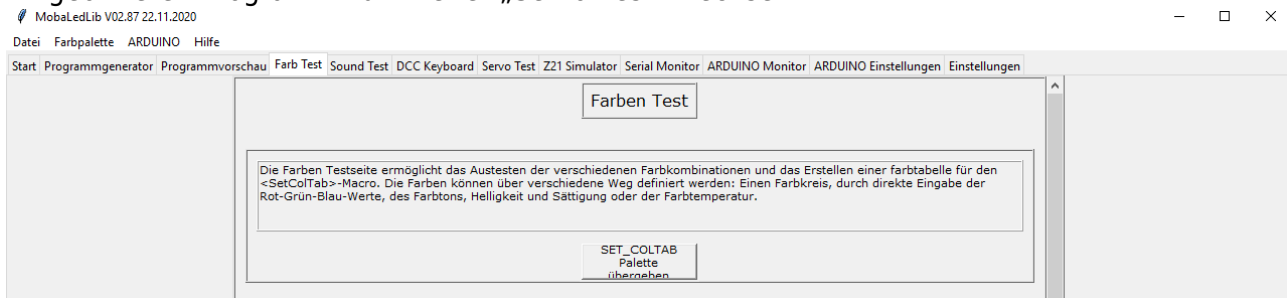 MobaLedLib V02.87 22.11.2020
Datei Farbpalette ARDUINO Hilfe
Start Programmgenerator Programmvorschau Farb Test Sound Test DCC Keyboard Servo Test Z21 Simulator Serial Monitor ARDUINO Monitor ARDUINO Einstellungen Einstellungen
Farben Test
Die Farben Testseite ermöglicht das Austesten der verschiedenen Farbkombinationen und das Erstellen einer farbtabelle für den
<SetColTab>-Macro. Die Farben können über verschiedene Weg definiert werden: Einen Farbkreis, durch direkte Eingabe der
Rot-Grün-Blau-Werte, des Farbtons, Helligkeit und Sättigung oder der Farbtemperatur.
SET_COLTAB
Palette
übergeben